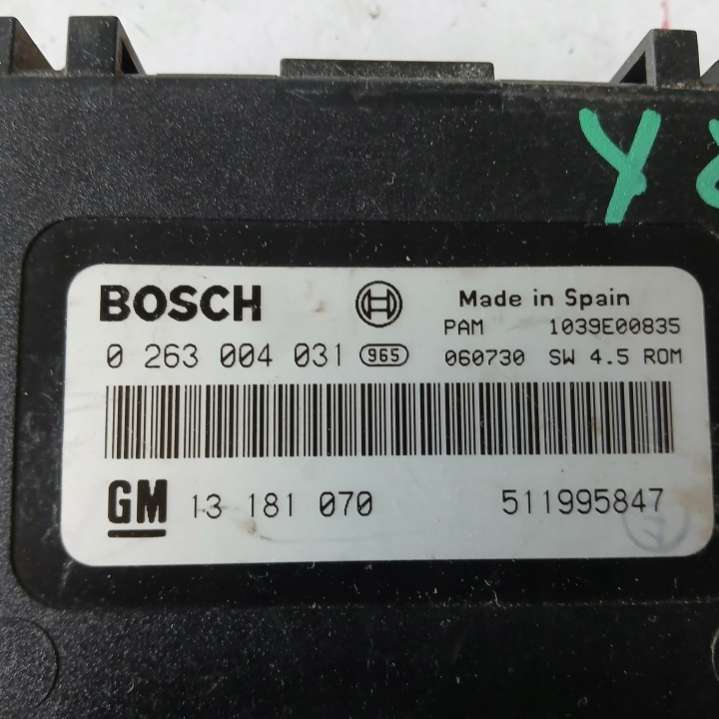 Y
BOSCH
Made in Spain
PAM 1039E00835
0 263 004 031 965
060730 SW 4.5 ROM
GM 13 181 070 511995847